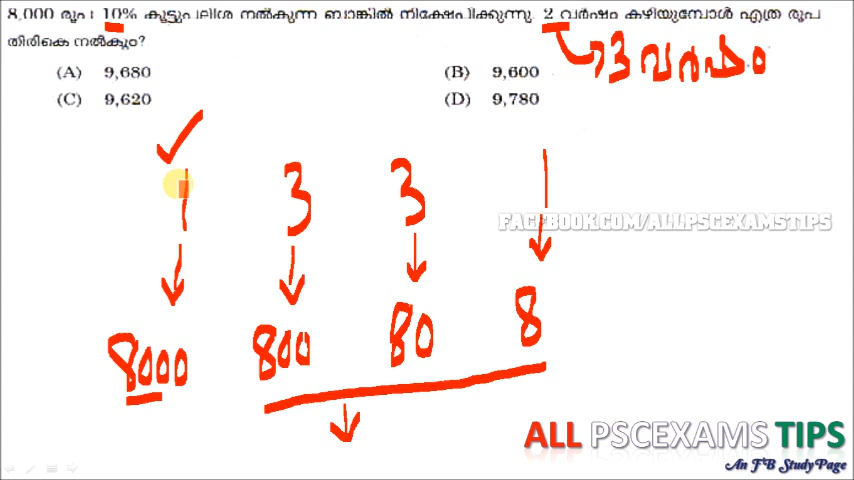 8,000 രൂപ 10% കൂട്ടുപലിശ നൽകുന്ന ബാങ്കിൽ നിക്ഷേപിക്കുന്നു. 2 വർഷം കഴിയുമ്പോൾ എത്ര രൂപ
തിരികെ നൽകും?
3 വർഷം
(A) 9,680 (B) 9,600
(C) 9,620 (D) 9,780
1 3 3 1
FACEBOOK.COM/ALLPSCEXAMSTIPS
8000 800 80 8
ALL PSCEXAMS TIPS
An F B StudyPage